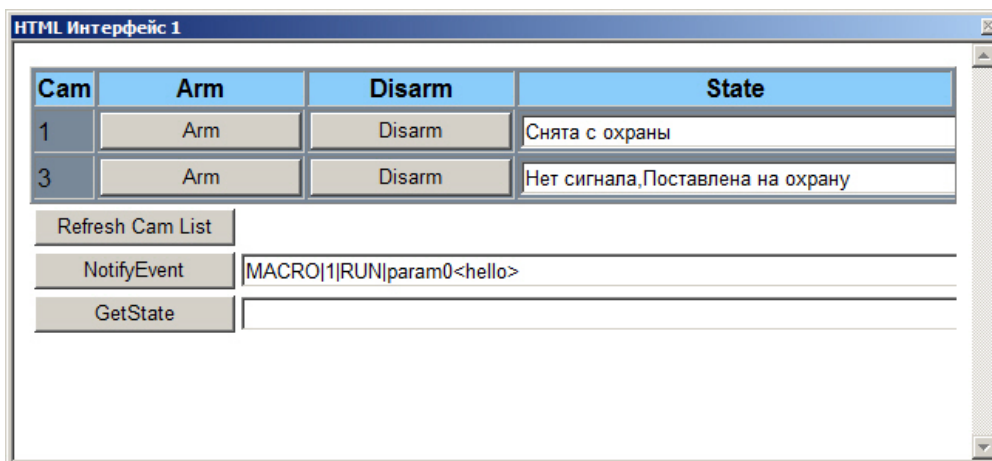 HTML Интерфейс 1
Cam Arm Disarm State
1 Arm Disarm Снята с охраны
3 Arm Disarm Нет сигнала,Поставлена на охрану
Refresh Cam List
NotifyEvent MACRO|1|RUN|param0<hello>
GetState